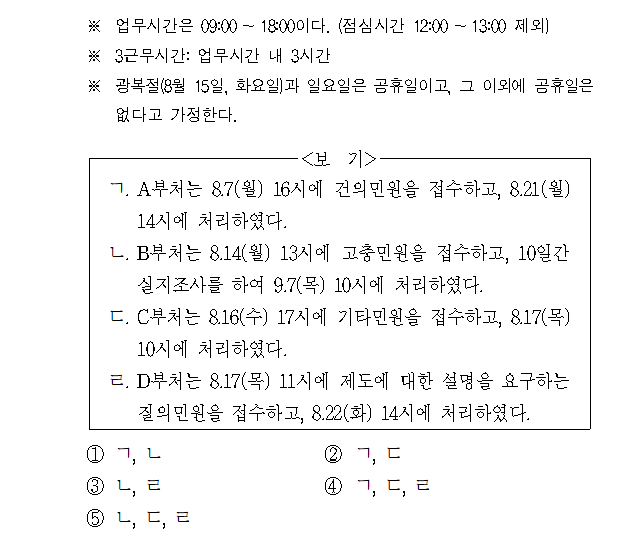 ※ 업무시간은 09:00 ~ 18:00이다. (점심시간 12:00 ~ 13:00 제외)
※ 3근무시간: 업무시간 내 3시간
※ 광복절(8월 15일, 화요일)과 일요일은 공휴일이고, 그 이외에 공휴일은
없다고 가정한다.
<보 기>
ㄱ. A부처는 8.7(월) 16시에 건의민원을 접수하고, 8.21(월)
14시에 처리하였다.
ㄴ. B부처는 8.14(월) 13시에 고충민원을 접수하고, 10일간
실지조사를 하여 9.7(목) 10시에 처리하였다.
ㄷ. C부처는 8.16(수) 17시에 기타민원을 접수하고, 8.17(목)
10시에 처리하였다.
ㄹ. D부처는 8.17(목) 11시에 제도에 대한 설명을 요구하는
질의민원을 접수하고, 8.22(화) 14시에 처리하였다.
① ㄱ, ㄴ ② ㄱ, ㄷ
③ ㄴ, ㄹ ④ ㄱ, ㄷ, ㄹ
⑤ ㄴ, ㄷ, ㄹ